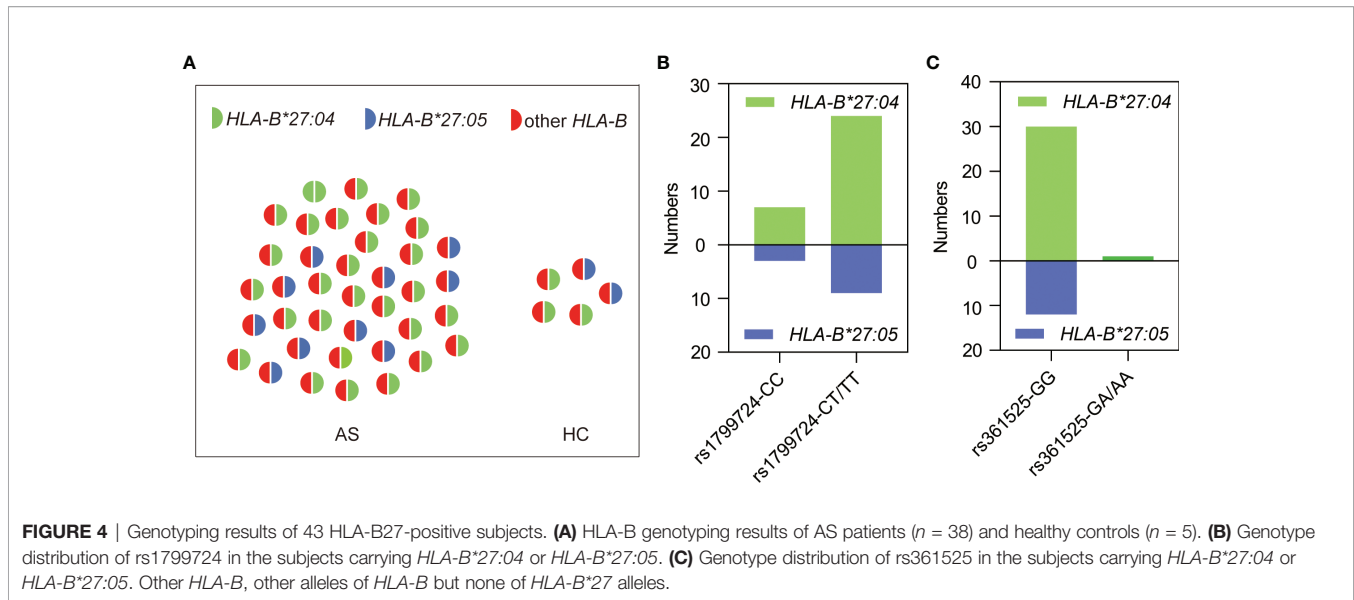 A
HLA-B*27:04 HLA-B*27:05 other HLA-B
AS HC
B
30
20
10
0
10
20
Numbers
HLA-B*27:04
HLA-B*27:05
rs1799724-CC
rs1799724-CT/TT
C
40
30
20
10
0
10
20
Numbers
HLA-B*27:04
HLA-B*27:05
rs361525-GG
rs361525-GA/AA
FIGURE 4 | Genotyping results of 43 HLA-B27-positive subjects. (A) HLA-B genotyping results of AS patients (n = 38) and healthy controls (n = 5). (B) Genotype
distribution of rs1799724 in the subjects carrying HLA-B*27:04 or HLA-B*27:05. (C) Genotype distribution of rs361525 in the subjects carrying HLA-B*27:04 or
HLA-B*27:05. Other HLA-B, other alleles of HLA-B but none of HLA-B*27 alleles.